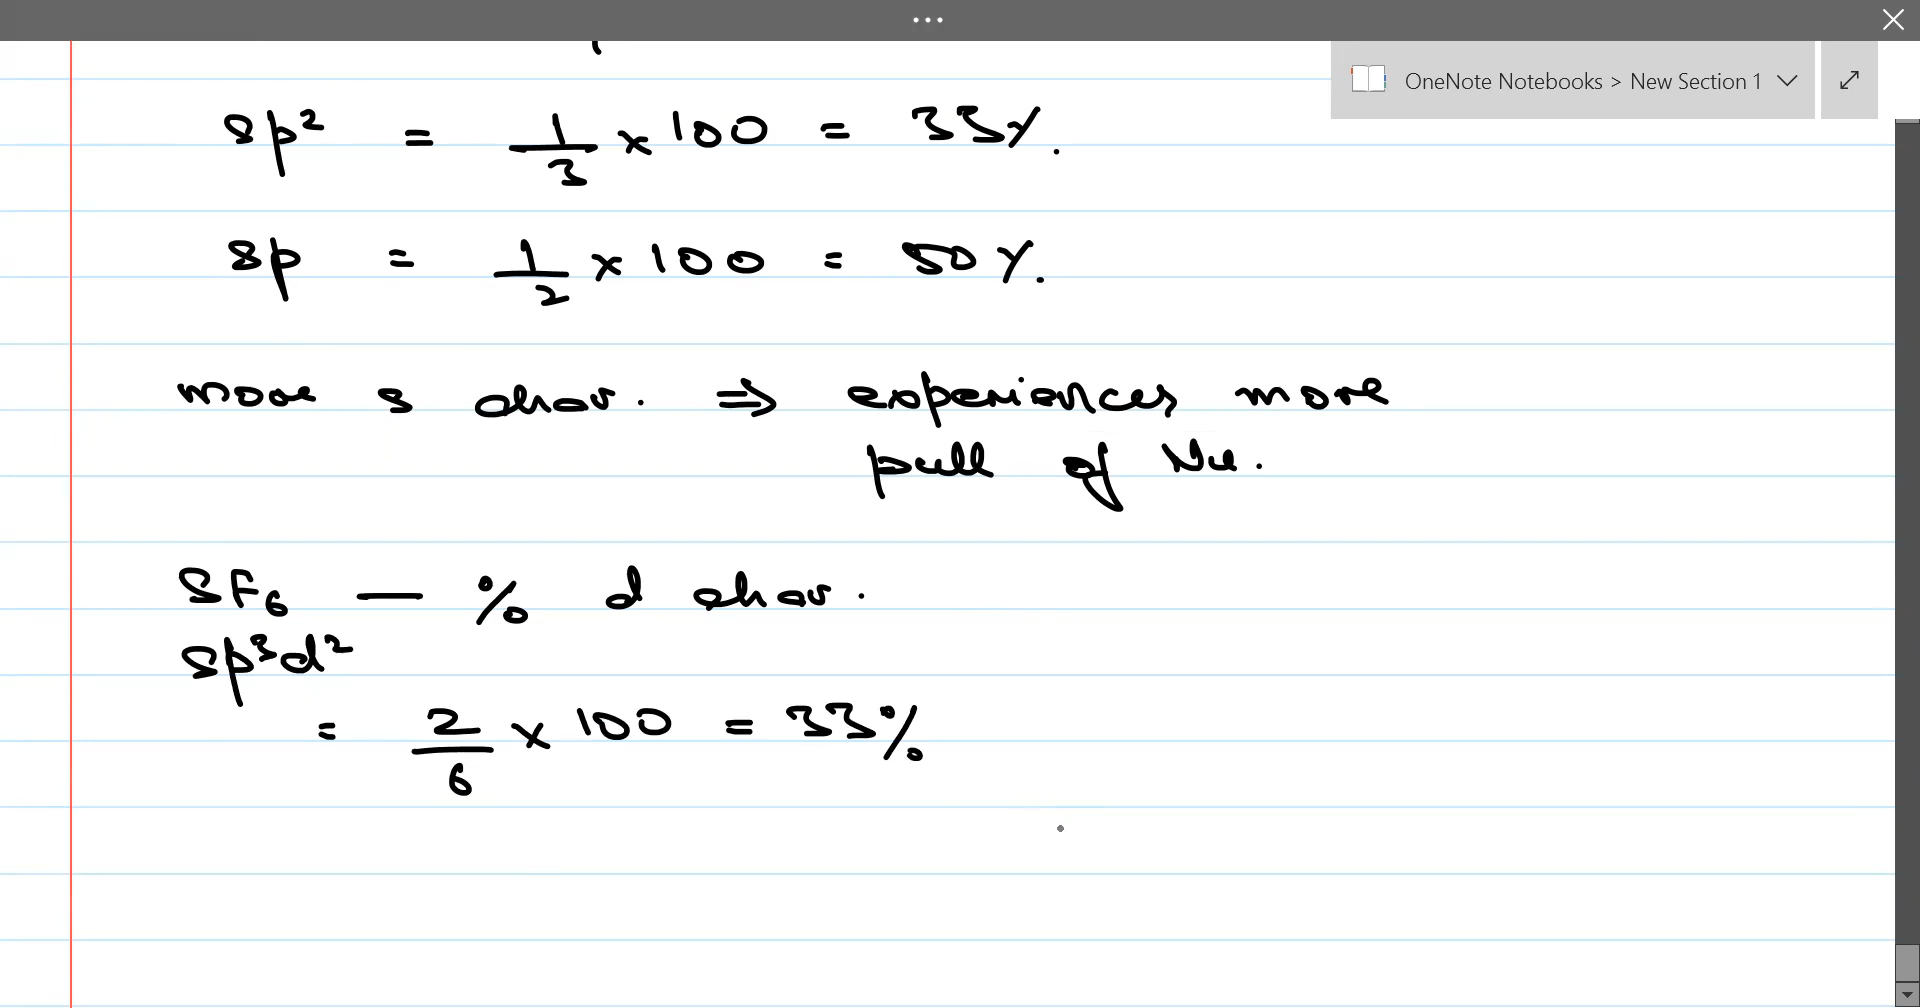 ...
OneNote Notebooks > New Section 1
sp² = 1/3 × 100 = 33%.
sp = 1/2 × 100 = 50%.
more s char. ⇒ experiences more
pull of Nu.
SF₆ — % d char.
sp³d²
= 2/6 × 100 = 33%